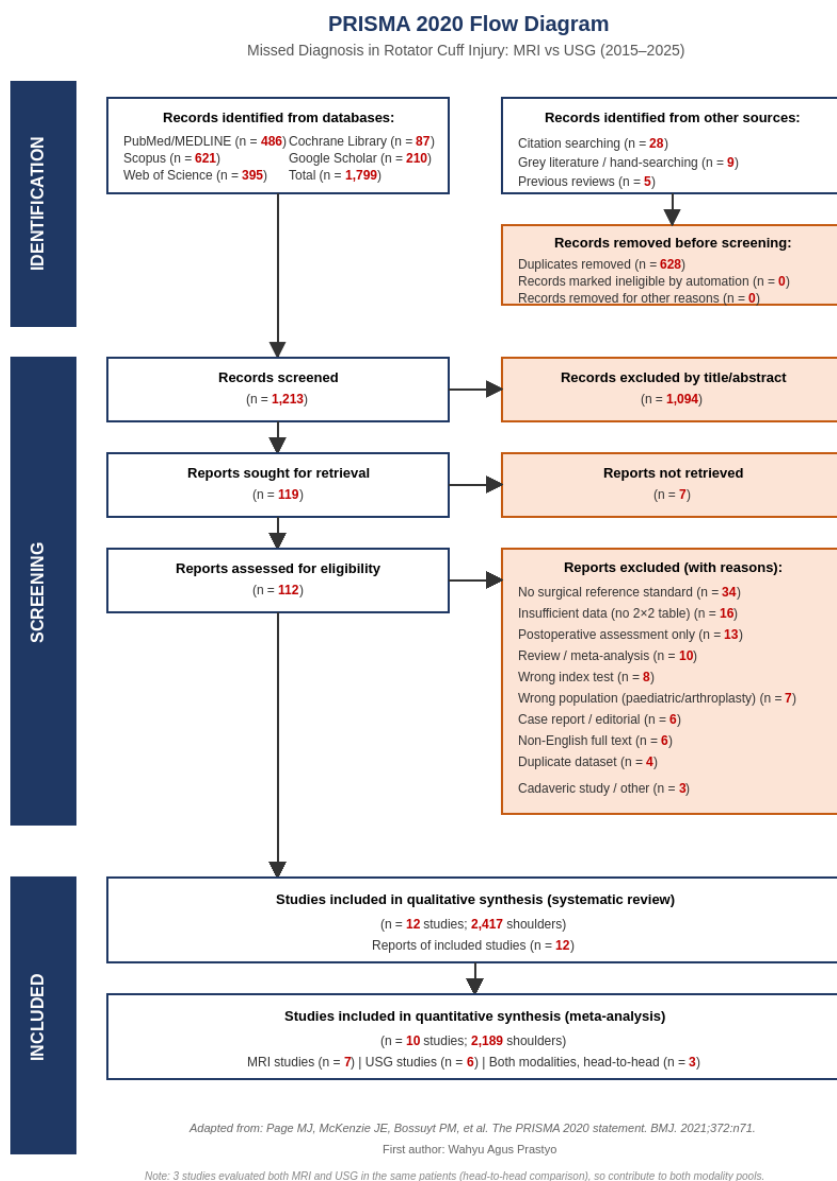 PRISMA 2020 Flow Diagram
Missed Diagnosis in Rotator Cuff Injury: MRI vs USG (2015–2025)
IDENTIFICATION
Records identified from databases:
PubMed/MEDLINE (n = 486) Cochrane Library (n = 87)
Scopus (n = 621) Google Scholar (n = 210)
Web of Science (n = 395) Total (n = 1,799)
Records identified from other sources:
Citation searching (n = 28)
Grey literature / hand-searching (n = 9)
Previous reviews (n = 5)
Records removed before screening:
Duplicates removed (n = 628)
Records marked ineligible by automation (n = 0)
Records removed for other reasons (n = 0)
SCREENING
Records screened
(n = 1,213)
Records excluded by title/abstract
(n = 1,094)
Reports sought for retrieval
(n = 119)
Reports not retrieved
(n = 7)
Reports assessed for eligibility
(n = 112)
Reports excluded (with reasons):
No surgical reference standard (n = 34)
Insufficient data (no 2×2 table) (n = 16)
Postoperative assessment only (n = 13)
Review / meta-analysis (n = 10)
Wrong index test (n = 8)
Wrong population (paediatric/arthroplasty) (n = 7)
Case report / editorial (n = 6)
Non-English full text (n = 6)
Duplicate dataset (n = 4)
Cadaveric study / other (n = 3)
INCLUDED
Studies included in qualitative synthesis (systematic review)
(n = 12 studies; 2,417 shoulders)
Reports of included studies (n = 12)
Studies included in quantitative synthesis (meta-analysis)
(n = 10 studies; 2,189 shoulders)
MRI studies (n = 7) | USG studies (n = 6) | Both modalities, head-to-head (n = 3)
Adapted from: Page MJ, McKenzie JE, Bossuyt PM, et al. The PRISMA 2020 statement. BMJ. 2021;372:n71.
First author: Wahyu Agus Prastyo
Note: 3 studies evaluated both MRI and USG in the same patients (head-to-head comparison), so contribute to both modality pools.